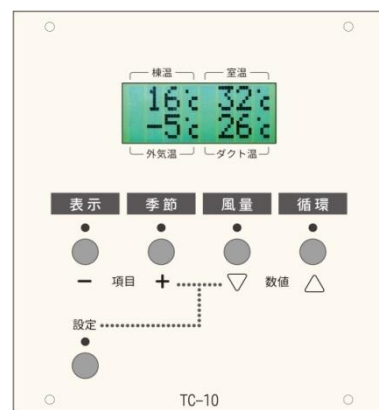 棟温 室温
16℃ 32℃
-5℃ 26℃
外気温 ダクト温
表示 季節 風量 循環
− 項目 + ▽ 数値 △
設定
TC-10